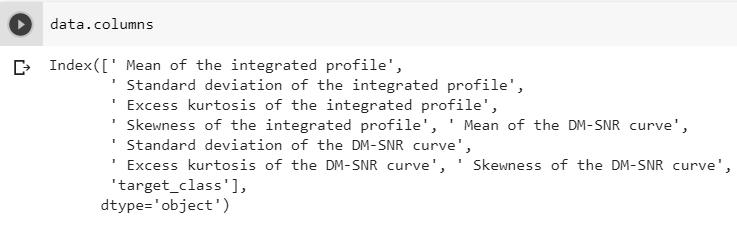 data.columns
Index([' Mean of the integrated profile',
' Standard deviation of the integrated profile',
' Excess kurtosis of the integrated profile',
' Skewness of the integrated profile', ' Mean of the DM-SNR curve',
' Standard deviation of the DM-SNR curve',
' Excess kurtosis of the DM-SNR curve', ' Skewness of the DM-SNR curve',
'target_class'],
dtype='object')